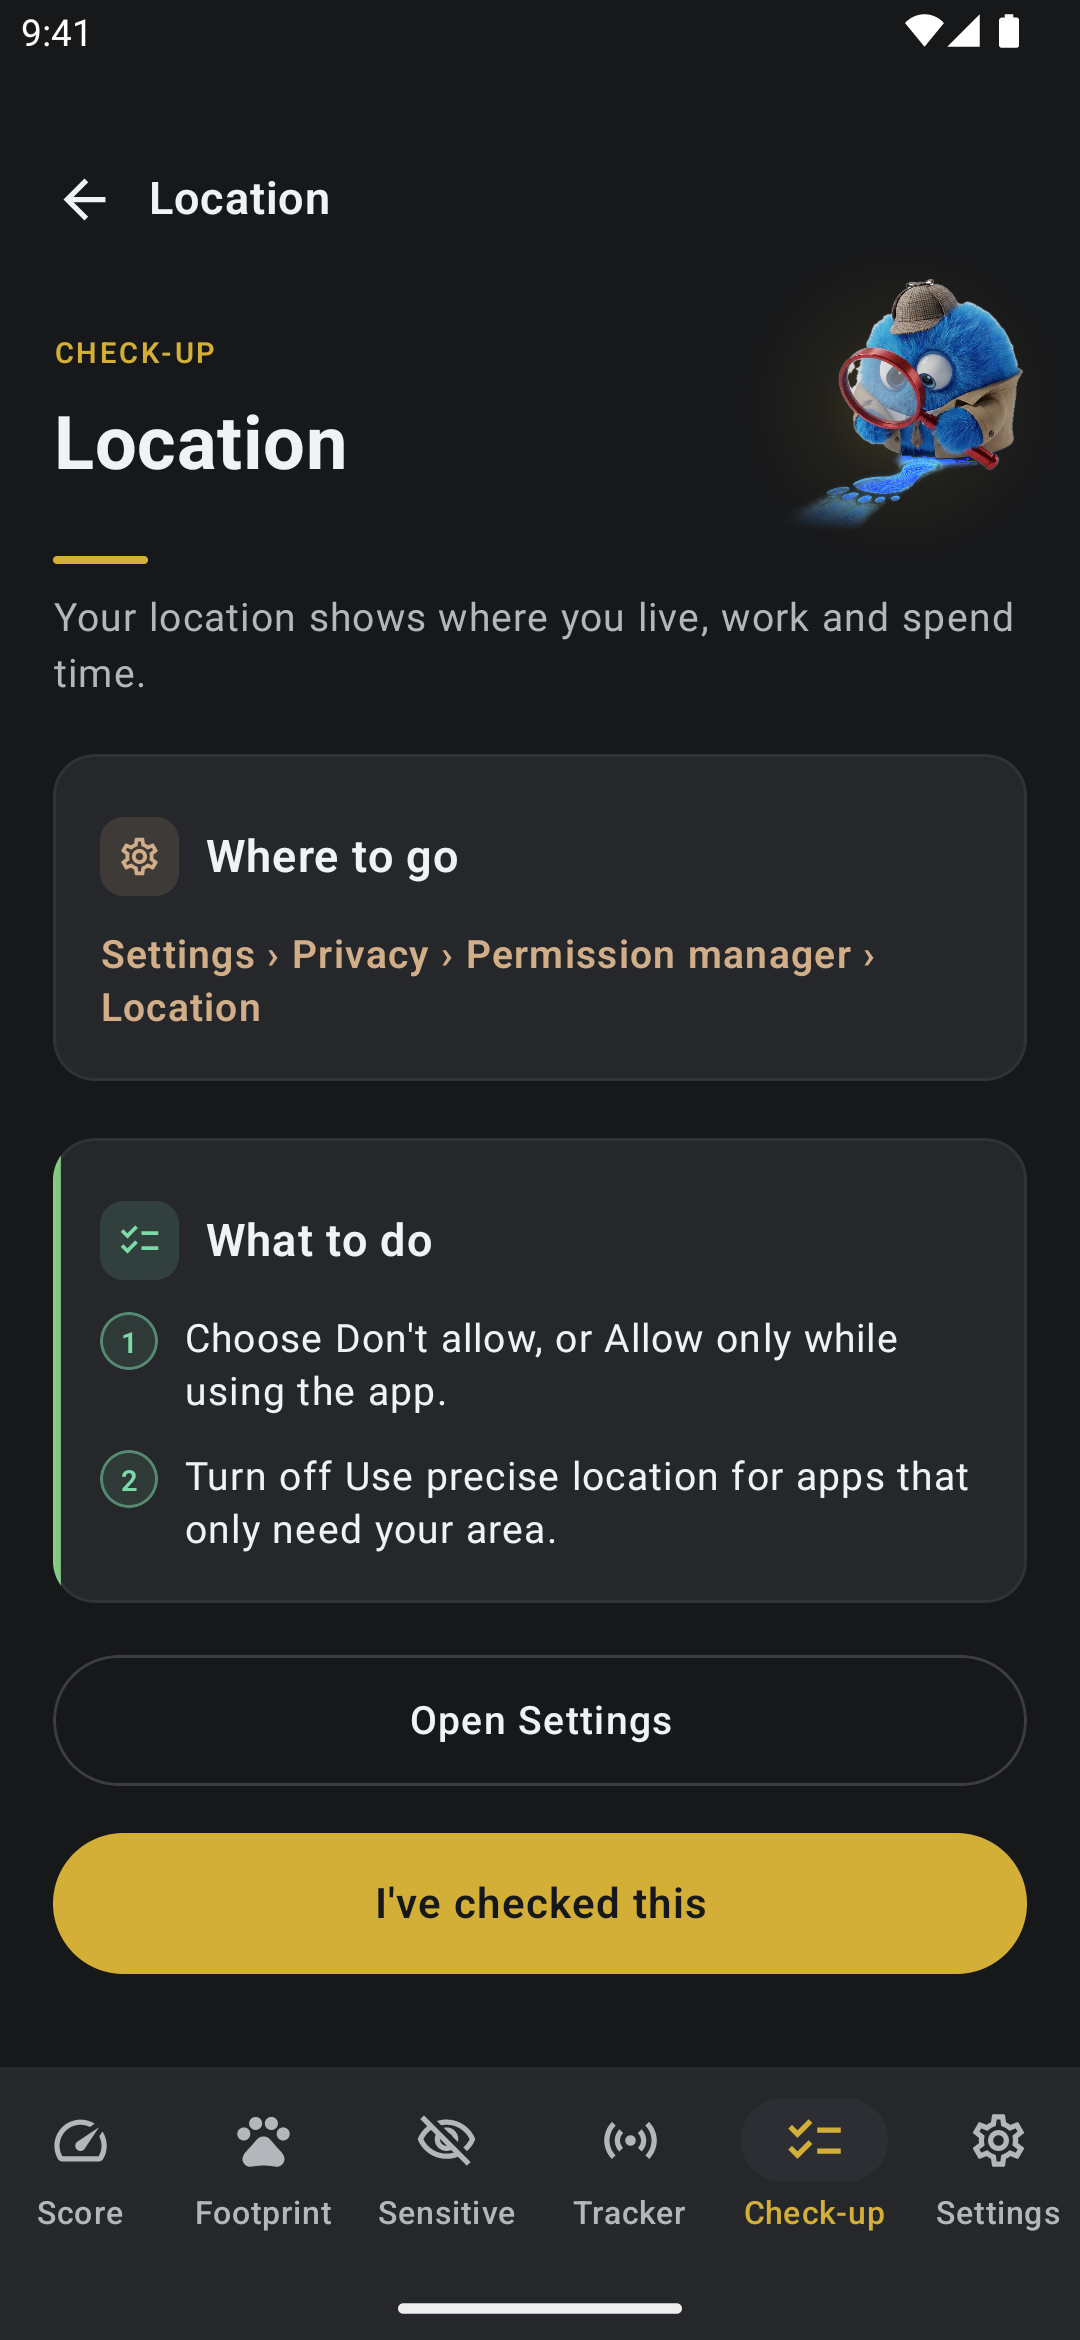 9:41
Location
CHECK-UP
Location
Your location shows where you live, work and spend
time.
Where to go
Settings › Privacy › Permission manager ›
Location
What to do
1 Choose Don't allow, or Allow only while
using the app.
2 Turn off Use precise location for apps that
only need your area.
Open Settings
I've checked this
Score Footprint Sensitive Tracker Check-up Settings